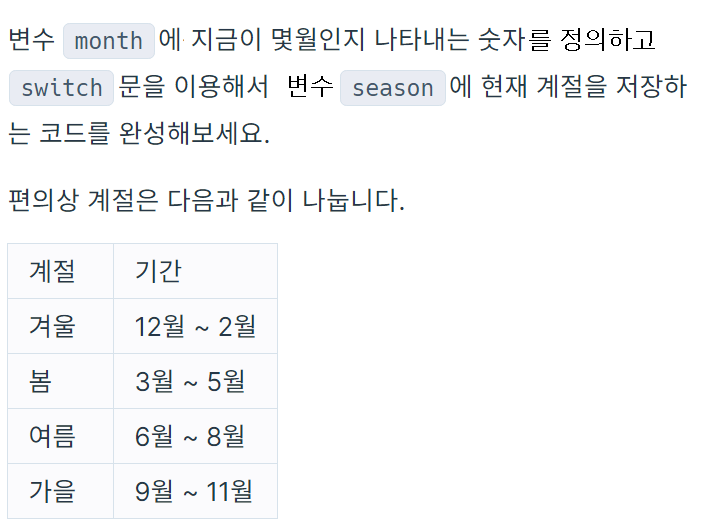 변수 month 에 지금이 몇월인지 나타내는 숫자를 정의하고
switch 문을 이용해서 변수 season 에 현재 계절을 저장하
는 코드를 완성해보세요.
편의상 계절은 다음과 같이 나눕니다.
계절 기간
겨울 12월 ~ 2월
봄 3월 ~ 5월
여름 6월 ~ 8월
가을 9월 ~ 11월